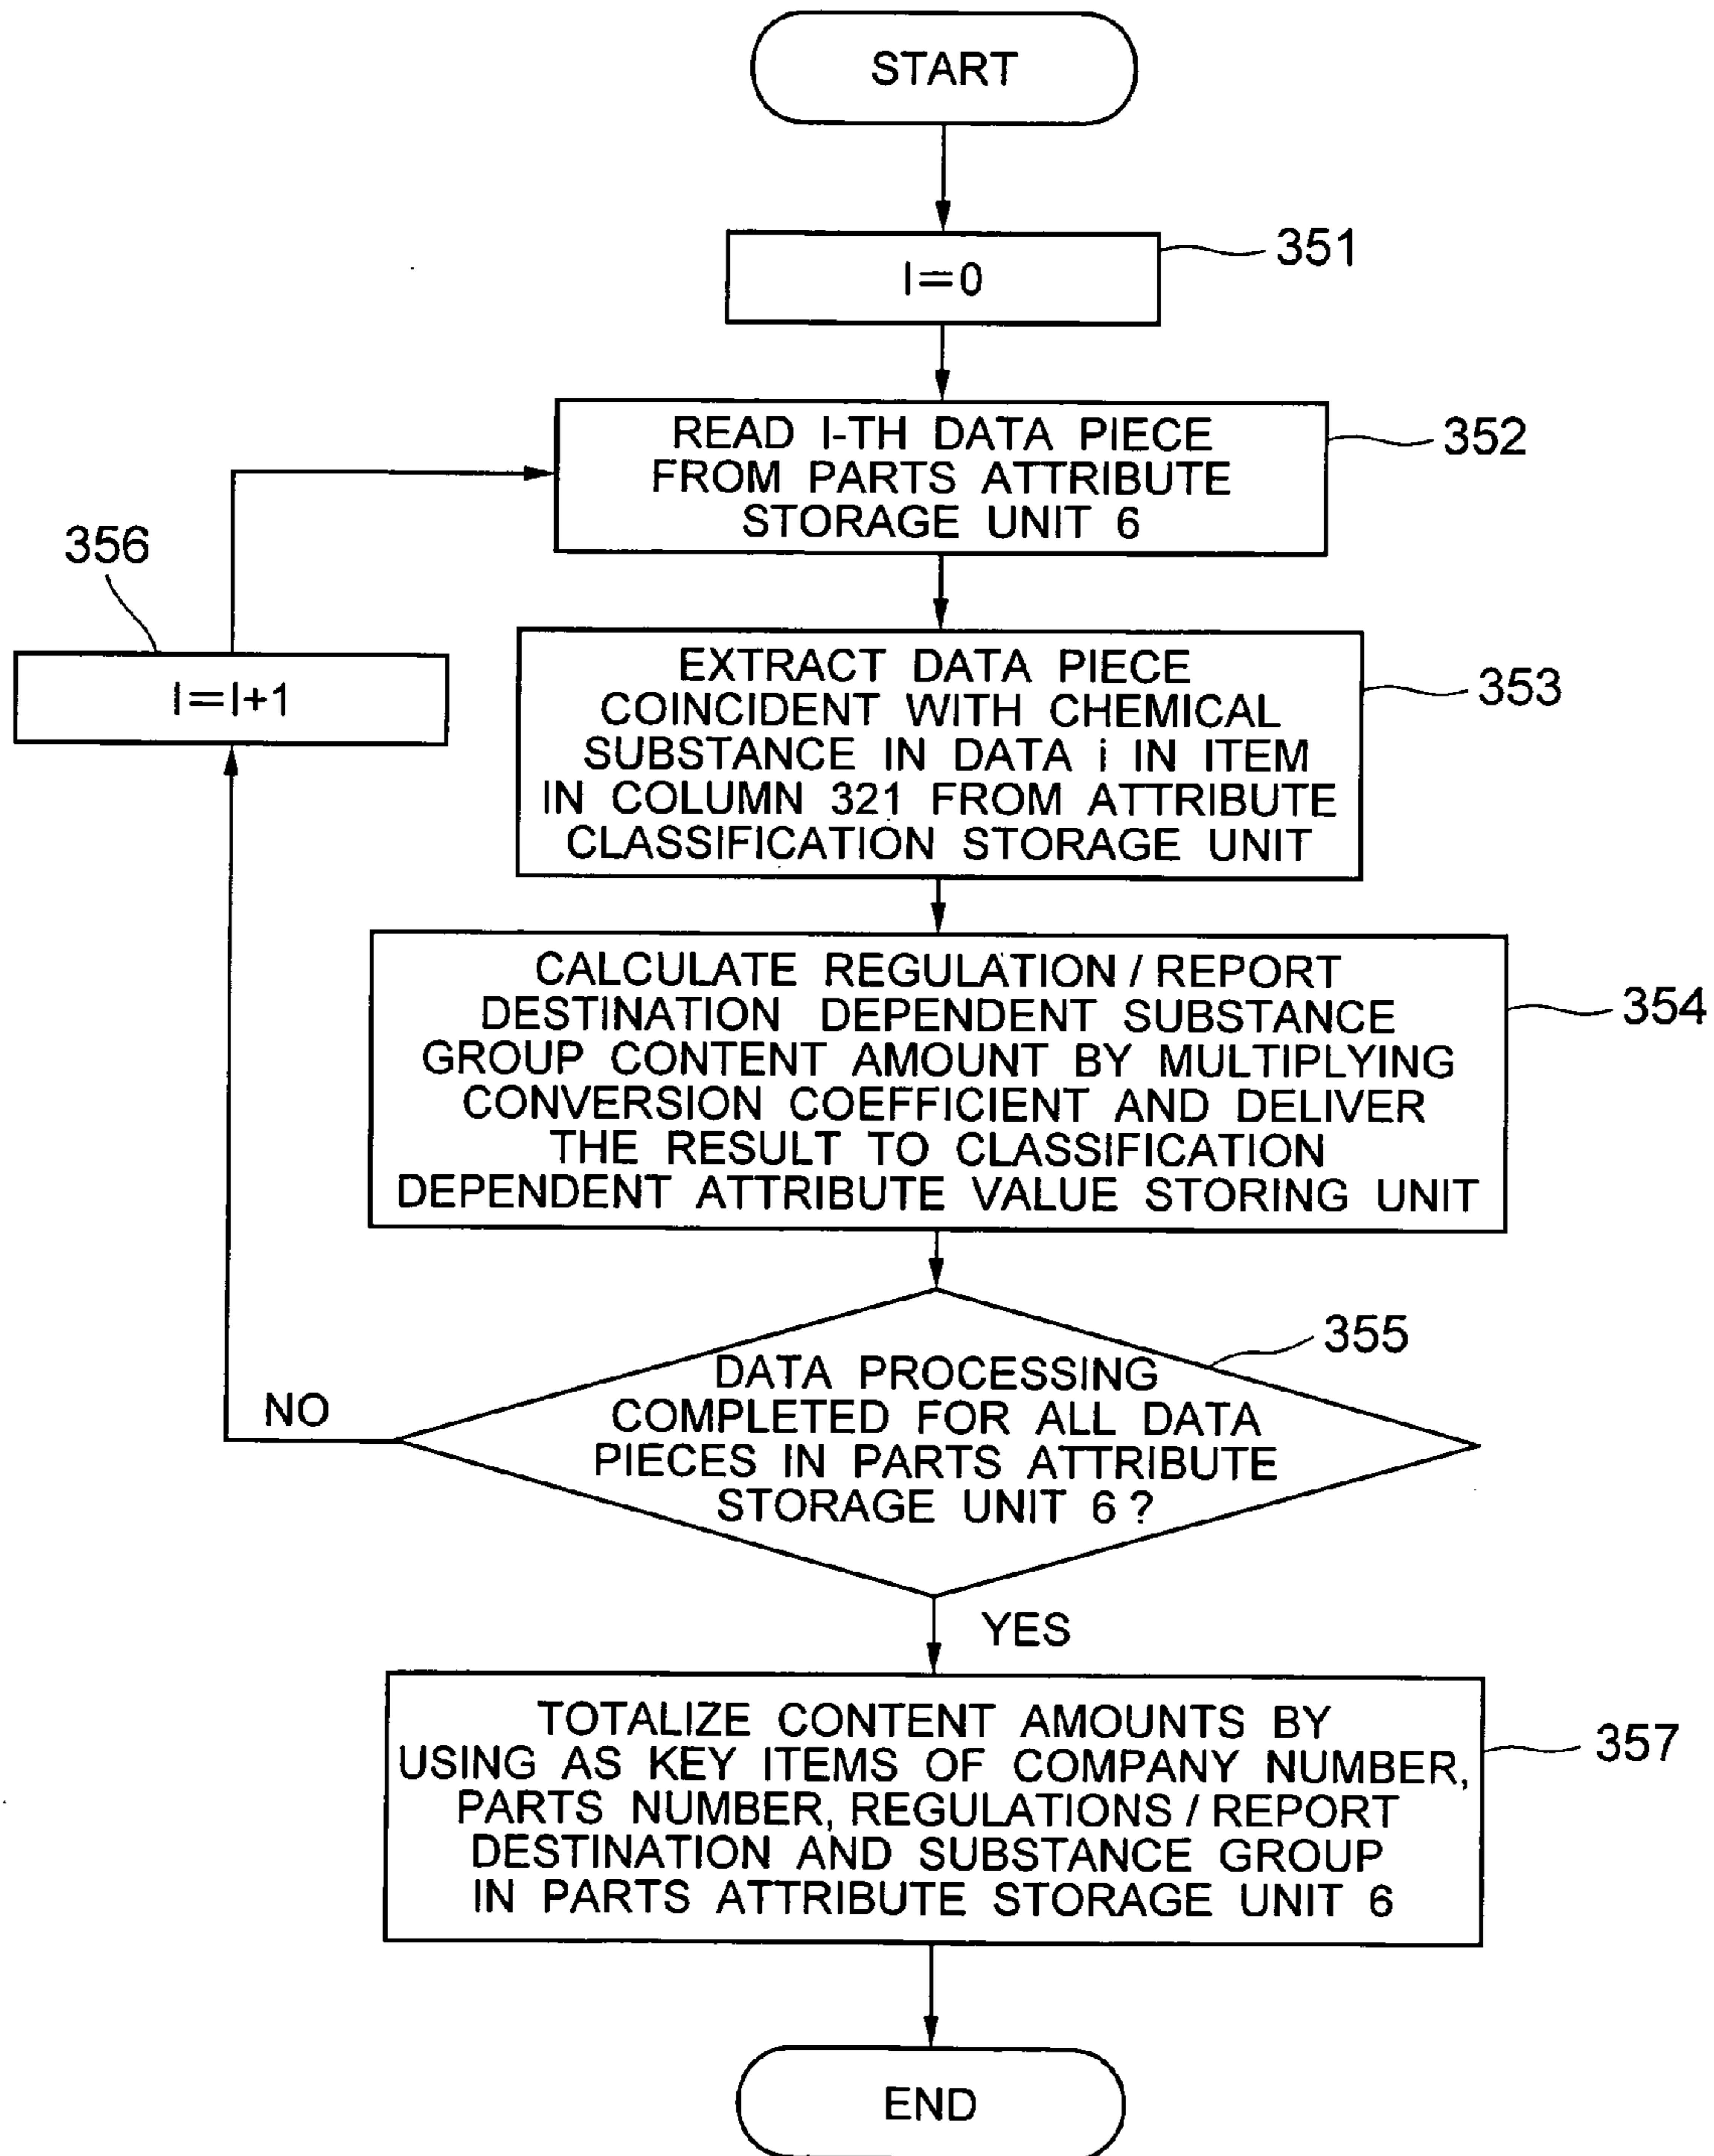 START
351
I=0
352
READ I-TH DATA PIECE
FROM PARTS ATTRIBUTE
STORAGE UNIT 6
356
I=I+1
353
EXTRACT DATA PIECE
COINCIDENT WITH CHEMICAL
SUBSTANCE IN DATA i IN ITEM
IN COLUMN 321 FROM ATTRIBUTE
CLASSIFICATION STORAGE UNIT
354
CALCULATE REGULATION / REPORT
DESTINATION DEPENDENT SUBSTANCE
GROUP CONTENT AMOUNT BY MULTIPLYING
CONVERSION COEFFICIENT AND DELIVER
THE RESULT TO CLASSIFICATION
DEPENDENT ATTRIBUTE VALUE STORING UNIT
355
DATA PROCESSING
COMPLETED FOR ALL DATA
PIECES IN PARTS ATTRIBUTE
STORAGE UNIT 6 ?
NO
YES
357
TOTALIZE CONTENT AMOUNTS BY
USING AS KEY ITEMS OF COMPANY NUMBER,
PARTS NUMBER, REGULATIONS / REPORT
DESTINATION AND SUBSTANCE GROUP
IN PARTS ATTRIBUTE STORAGE UNIT 6
END